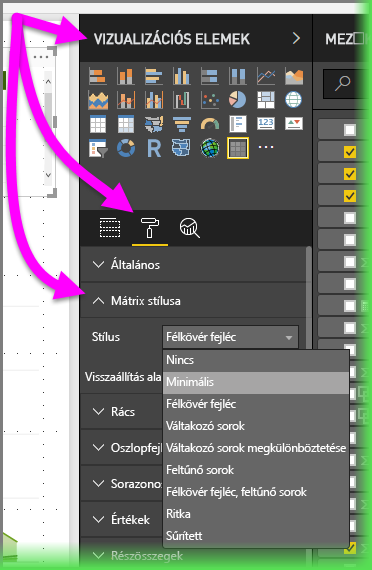 VIZUALIZÁCIÓS ELEMEK
MEZ
Általános
Mátrix stílusa
Stílus
Félkövér fejléc
Nincs
Minimális
Félkövér fejléc
Váltakozó sorok
Váltakozó sorok megkülönböztetése
Feltűnő sorok
Félkövér fejléc, feltűnő sorok
Ritka
Sűrített
Visszaállítás ala
Rács
Oszlopfej
Sorazonos
Értékek
Részösszegek